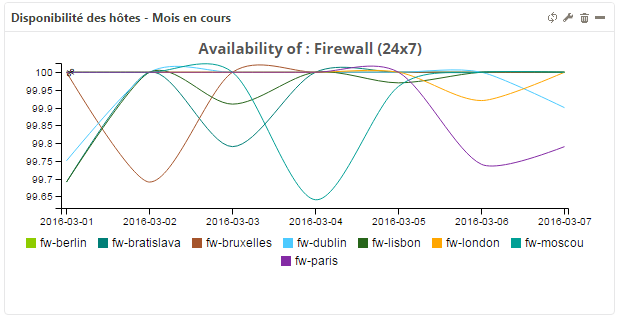 Disponibilité des hôtes - Mois en cours
Availability of : Firewall (24x7)
100
99.95
99.9
99.85
99.8
99.75
99.7
99.65
2016-03-01 2016-03-02 2016-03-03 2016-03-04 2016-03-05 2016-03-06 2016-03-07
fw-berlin fw-bratislava fw-bruxelles fw-dublin fw-lisbon fw-london fw-moscou
fw-paris